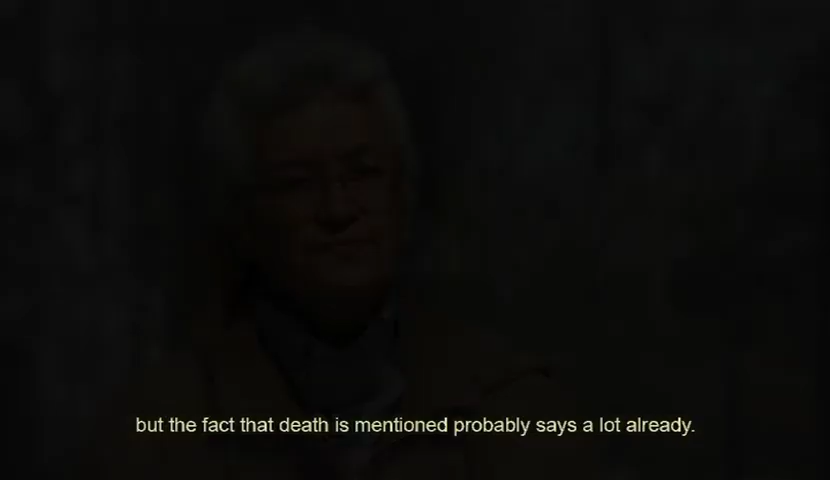 but the fact that death is mentioned probably says a lot already.